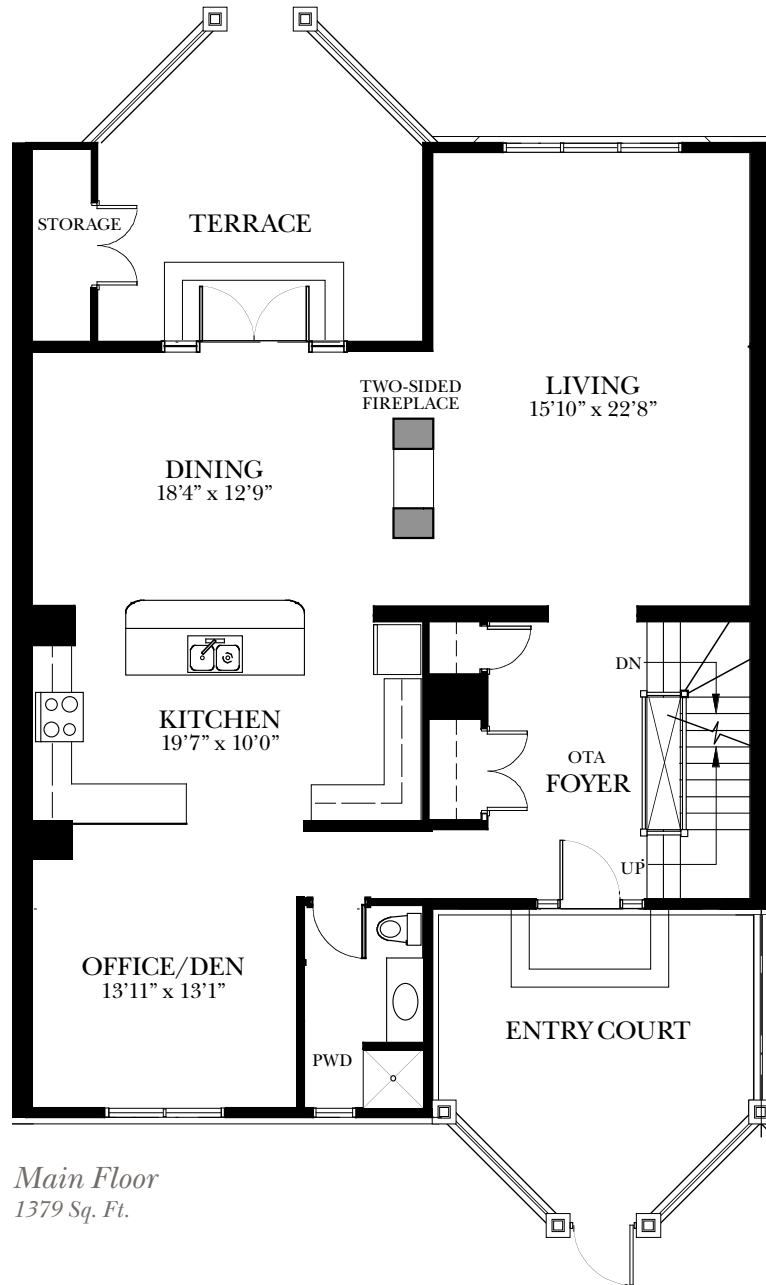 STORAGE
TERRACE
TWO-SIDED
FIREPLACE
LIVING
15’10” x 22’8”
DINING
18’4” x 12’9”
DN
KITCHEN
19’7” x 10’0”
OTA
FOYER
UP
OFFICE/DEN
13’11” x 13’1”
ENTRY COURT
PWD
Main Floor
1379 Sq. Ft.